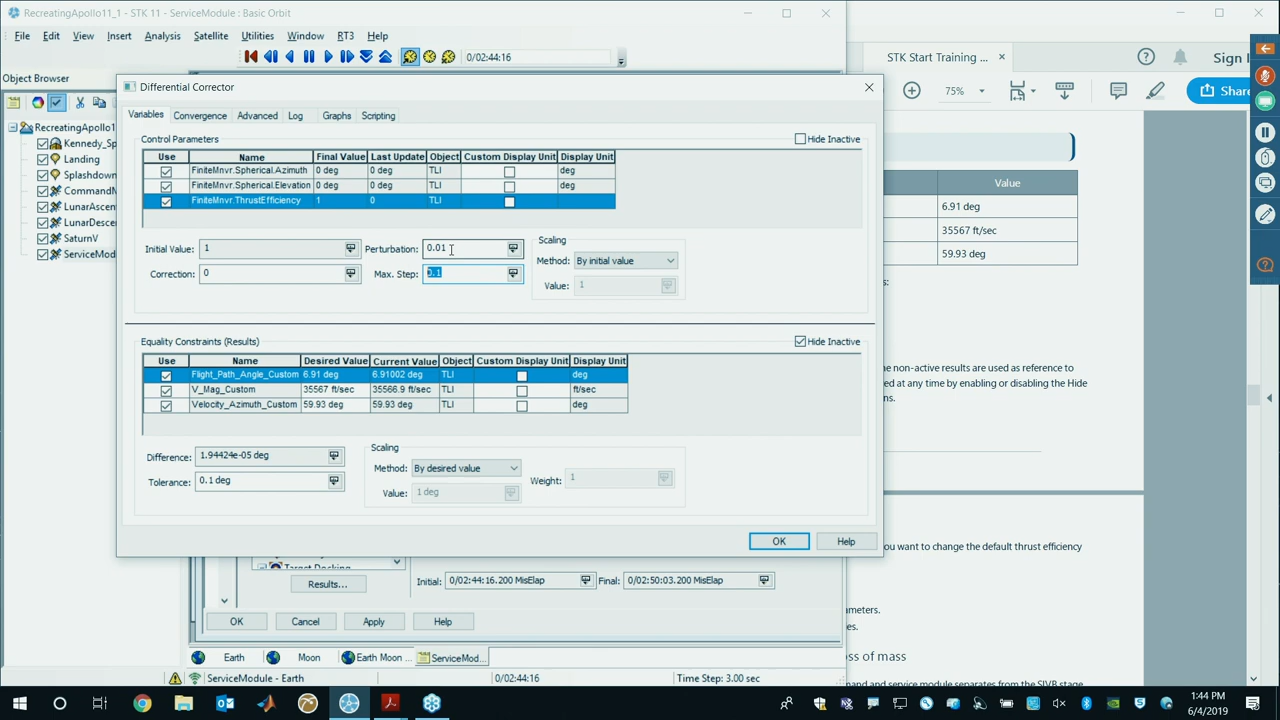 RecreatingApollo11_1 - STK 11 - ServiceModule : Basic Orbit
File Edit View Insert Analysis Satellite Utilities Window RT3 Help
0/02:44:16
Object Browser
RecreatingApollo1
Kennedy_Sp
Landing
Splashdown
CommandM
LunarAscen
LunarDescen
SaturnV
ServiceMod
Differential Corrector
Variables Convergence Advanced Log Graphs Scripting
Control Parameters
Hide Inactive
Use Name Final Value Last Update Object Custom Display Unit Display Unit
FiniteMnvr.Spherical.Azimuth 0 deg 0 deg TLI deg
FiniteMnvr.Spherical.Elevation 0 deg 0 deg TLI deg
FiniteMnvr.ThrustEfficiency 1 0 TLI
Initial Value: 1 Perturbation: 0.01
Correction: 0 Max. Step: 0.1
Scaling
Method: By initial value
Value: 1
Equality Constraints (Results)
Hide Inactive
Use Name Desired Value Current Value Object Custom Display Unit Display Unit
Flight_Path_Angle_Custom 6.91 deg 6.91002 deg TLI deg
V_Mag_Custom 35567 ft/sec 35566.9 ft/sec TLI ft/sec
Velocity_Azimuth_Custom 59.93 deg 59.93 deg TLI deg
Difference: 1.94424e-05 deg
Tolerance: 0.1 deg
Scaling
Method: By desired value
Value: 1 deg
Weight: 1
OK Help
Target Docking
Results...
Initial: 0/02:44:16.200 MisElap Final: 0/02:50:03.200 MisElap
OK Cancel Apply Help
Earth Moon Earth Moon ... ServiceMod...
ServiceModule - Earth 0/02:44:16 Time Step: 3.00 sec
STK Start Training ... ×
Sign I
75%
Share
Value
6.91 deg
35567 ft/sec
59.93 deg
s:
he non-active results are used as reference to
ed at any time by enabling or disabling the Hide
ons.
ou want to change the default thrust efficiency
ameters.
es.
oss of mass
nand and service module separates from the SIVB stage
1:44 PM
6/4/2019